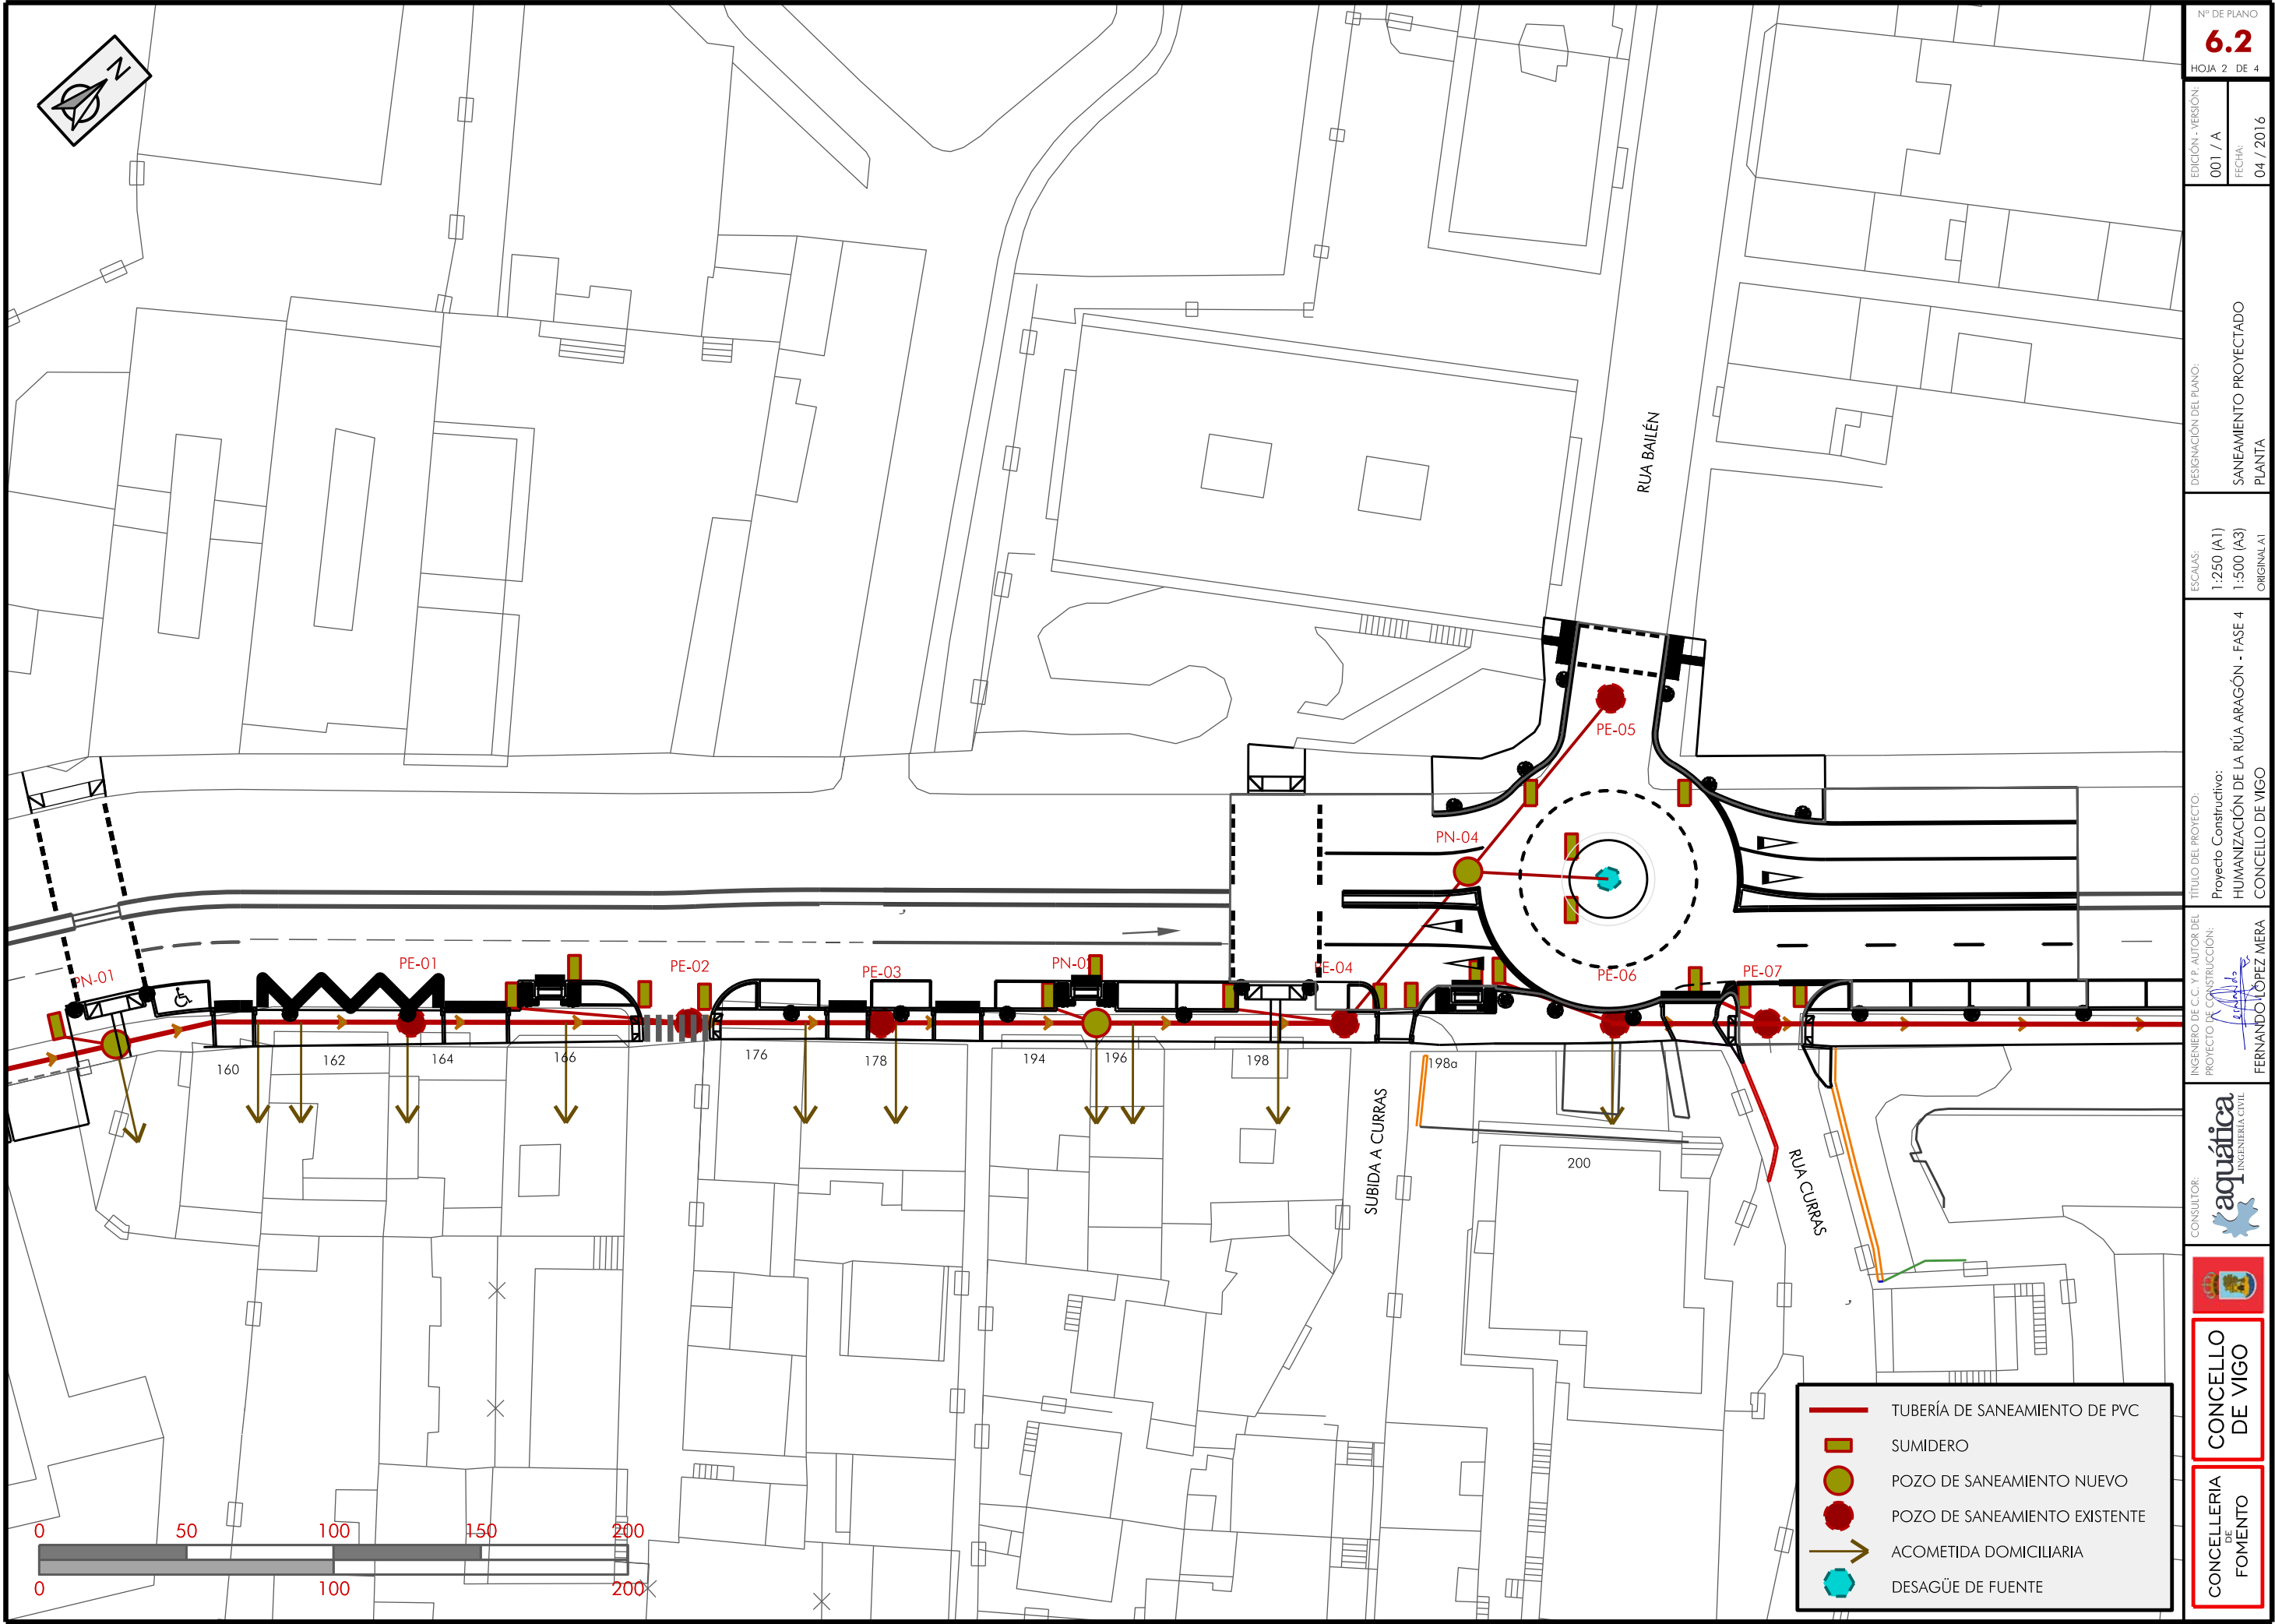 N
RUA BAILÉN
PE-05
PN-04
PN-01
PE-01
PE-02
PE-03
PE-04
PE-06
PE-07
160
162
164
166
176
178
194
196
198
198a
200
SUBIDA A CURRAS
RUA CURRAS
0
50
100
150
200
0
100
200
TUBERÍA DE SANEAMIENTO DE PVC
SUMIDERO
POZO DE SANEAMIENTO NUEVO
POZO DE SANEAMIENTO EXISTENTE
ACOMETIDA DOMICILIARIA
DESAGÜE DE FUENTE
Nº DE PLANO
6.2
HOJA 2 DE 4
EDICIÓN - VERSIÓN:
001 / A
FECHA:
04 / 2016
DESIGNACIÓN DEL PLANO:
SANEAMIENTO PROYECTADO
PLANTA
ESCALAS:
1:250 (A1)
1:500 (A3)
ORIGINAL A1
TÍTULO DEL PROYECTO:
Proyecto Constructivo:
HUMANIZACIÓN DE LA RÚA ARAGÓN - FASE 4
CONCELLO DE VIGO
INGENIERO DE C.C. Y P. AUTOR DEL
PROYECTO DE CONSTRUCCIÓN:
FERNANDO LÓPEZ MERA
CONSULTOR:
aquática
INGENIERÍA CIVIL
CONCELLO
DE VIGO
CONCELLERIA
DE
FOMENTO